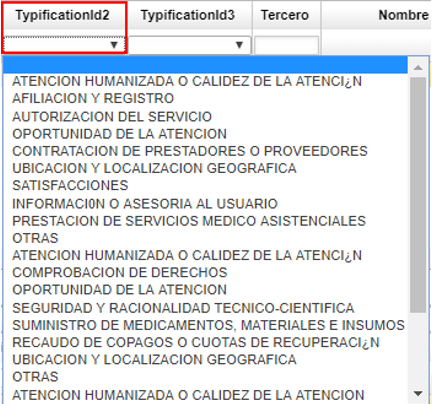 TypificationId2 TypificationId3 Tercero Nombre
ATENCION HUMANIZADA O CALIDEZ DE LA ATENCI¿N
AFILIACION Y REGISTRO
AUTORIZACION DEL SERVICIO
OPORTUNIDAD DE LA ATENCION
CONTRATACION DE PRESTADORES O PROVEEDORES
UBICACION Y LOCALIZACION GEOGRAFICA
SATISFACCIONES
INFORMACI0N O ASESORIA AL USUARIO
PRESTACION DE SERVICIOS MEDICO ASISTENCIALES
OTRAS
ATENCION HUMANIZADA O CALIDEZ DE LA ATENCI¿N
COMPROBACION DE DERECHOS
OPORTUNIDAD DE LA ATENCION
SEGURIDAD Y RACIONALIDAD TECNICO-CIENTIFICA
SUMINISTRO DE MEDICAMENTOS, MATERIALES E INSUMOS
RECAUDO DE COPAGOS O CUOTAS DE RECUPERACI¿N
UBICACION Y LOCALIZACION GEOGRAFICA
OTRAS
ATENCION HUMANIZADA O CALIDEZ DE LA ATENCION